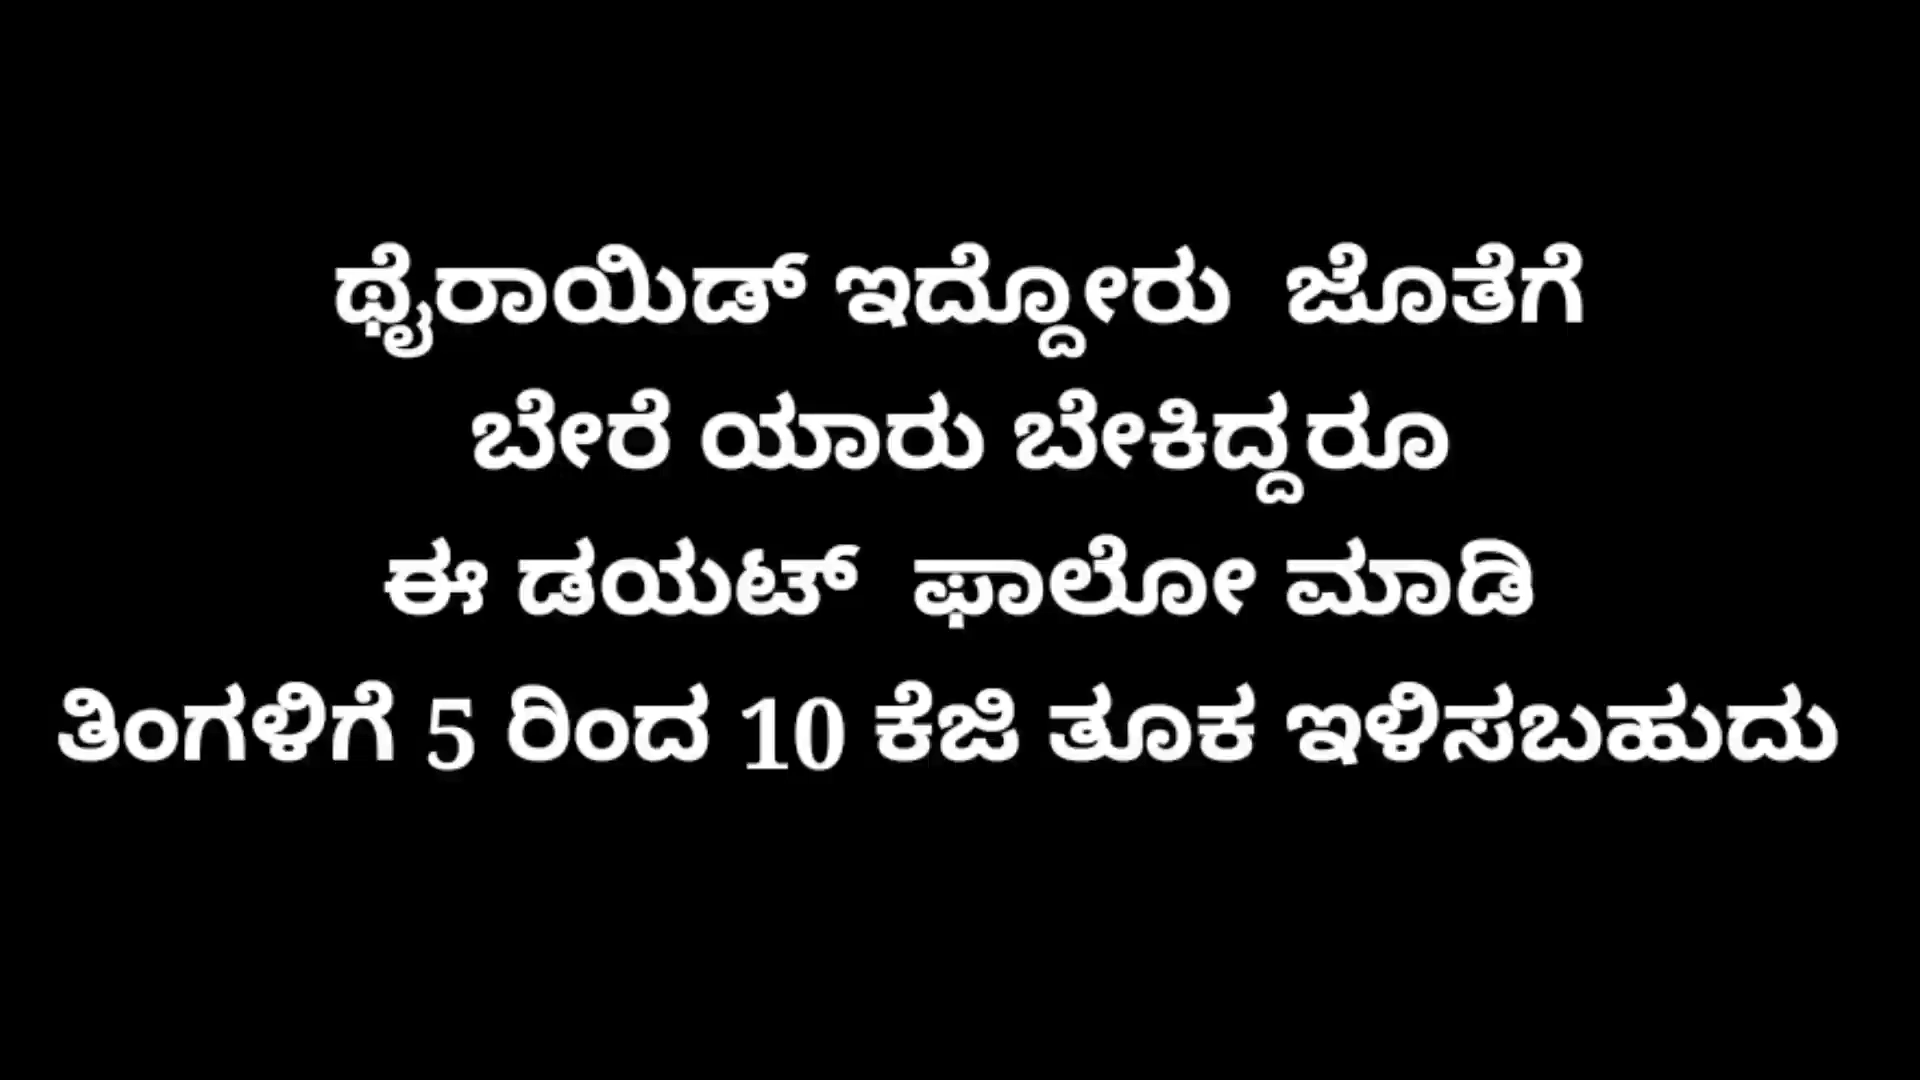 ಥೈರಾಯಿಡ್ ಇದ್ದೋರು ಜೊತೆಗೆ
ಬೇರೆ ಯಾರು ಬೇಕಿದ್ದರೂ
ಈ ಡಯಟ್ ಫಾಲೋ ಮಾಡಿ
ತಿಂಗಳಿಗೆ 5 ರಿಂದ 10 ಕೆಜಿ ತೂಕ ಇಳಿಸಬಹುದು